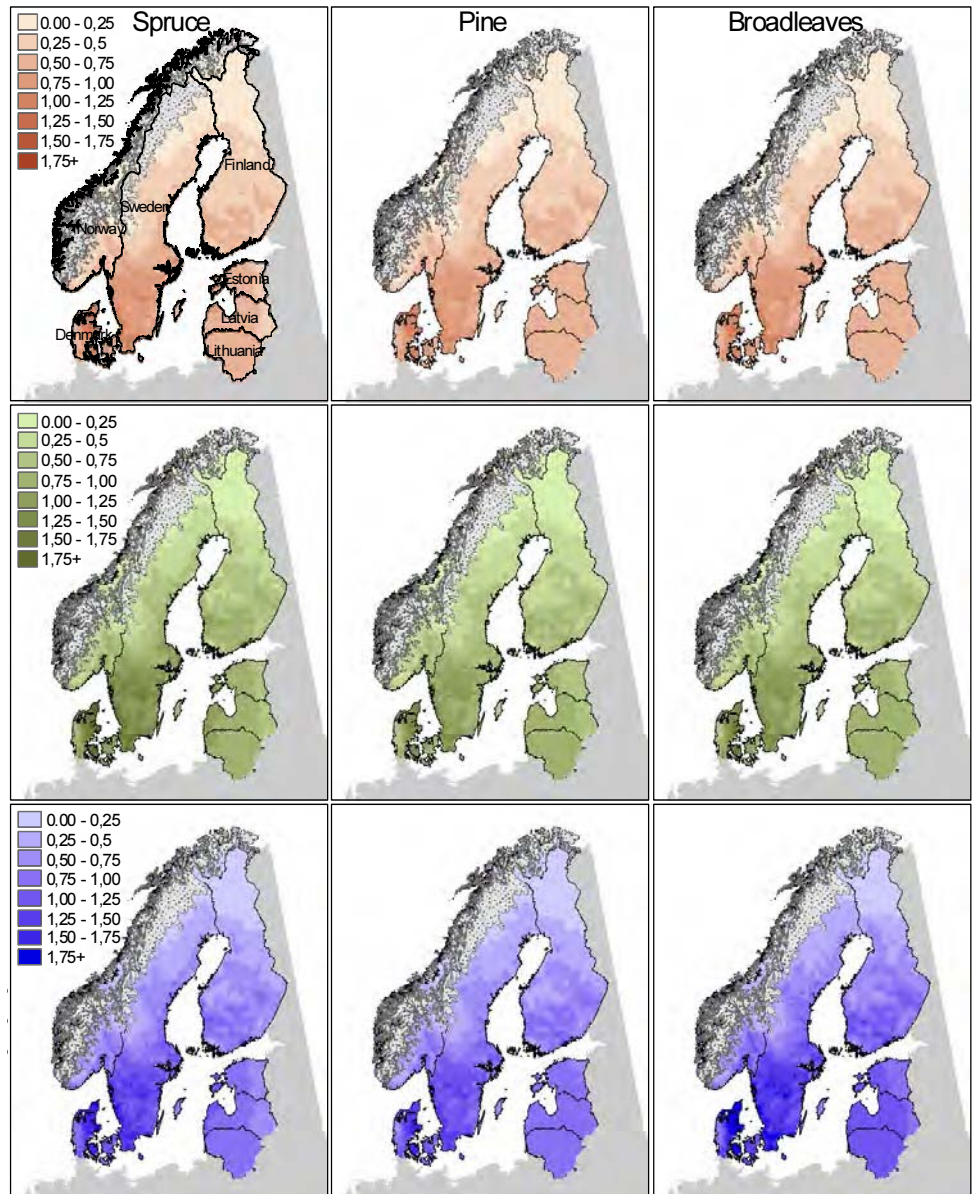 Spruce
Pine
Broadleaves
0.00 - 0,25
0,25 - 0,5
0,50 - 0,75
0,75 - 1,00
1,00 - 1,25
1,25 - 1,50
1,50 - 1,75
1,75+
Finland
Sweden
Norway
Estonia
Latvia
Denmark
Lithuania
0.00 - 0,25
0,25 - 0,5
0,50 - 0,75
0,75 - 1,00
1,00 - 1,25
1,25 - 1,50
1,50 - 1,75
1,75+
0.00 - 0,25
0,25 - 0,5
0,50 - 0,75
0,75 - 1,00
1,00 - 1,25
1,25 - 1,50
1,50 - 1,75
1,75+